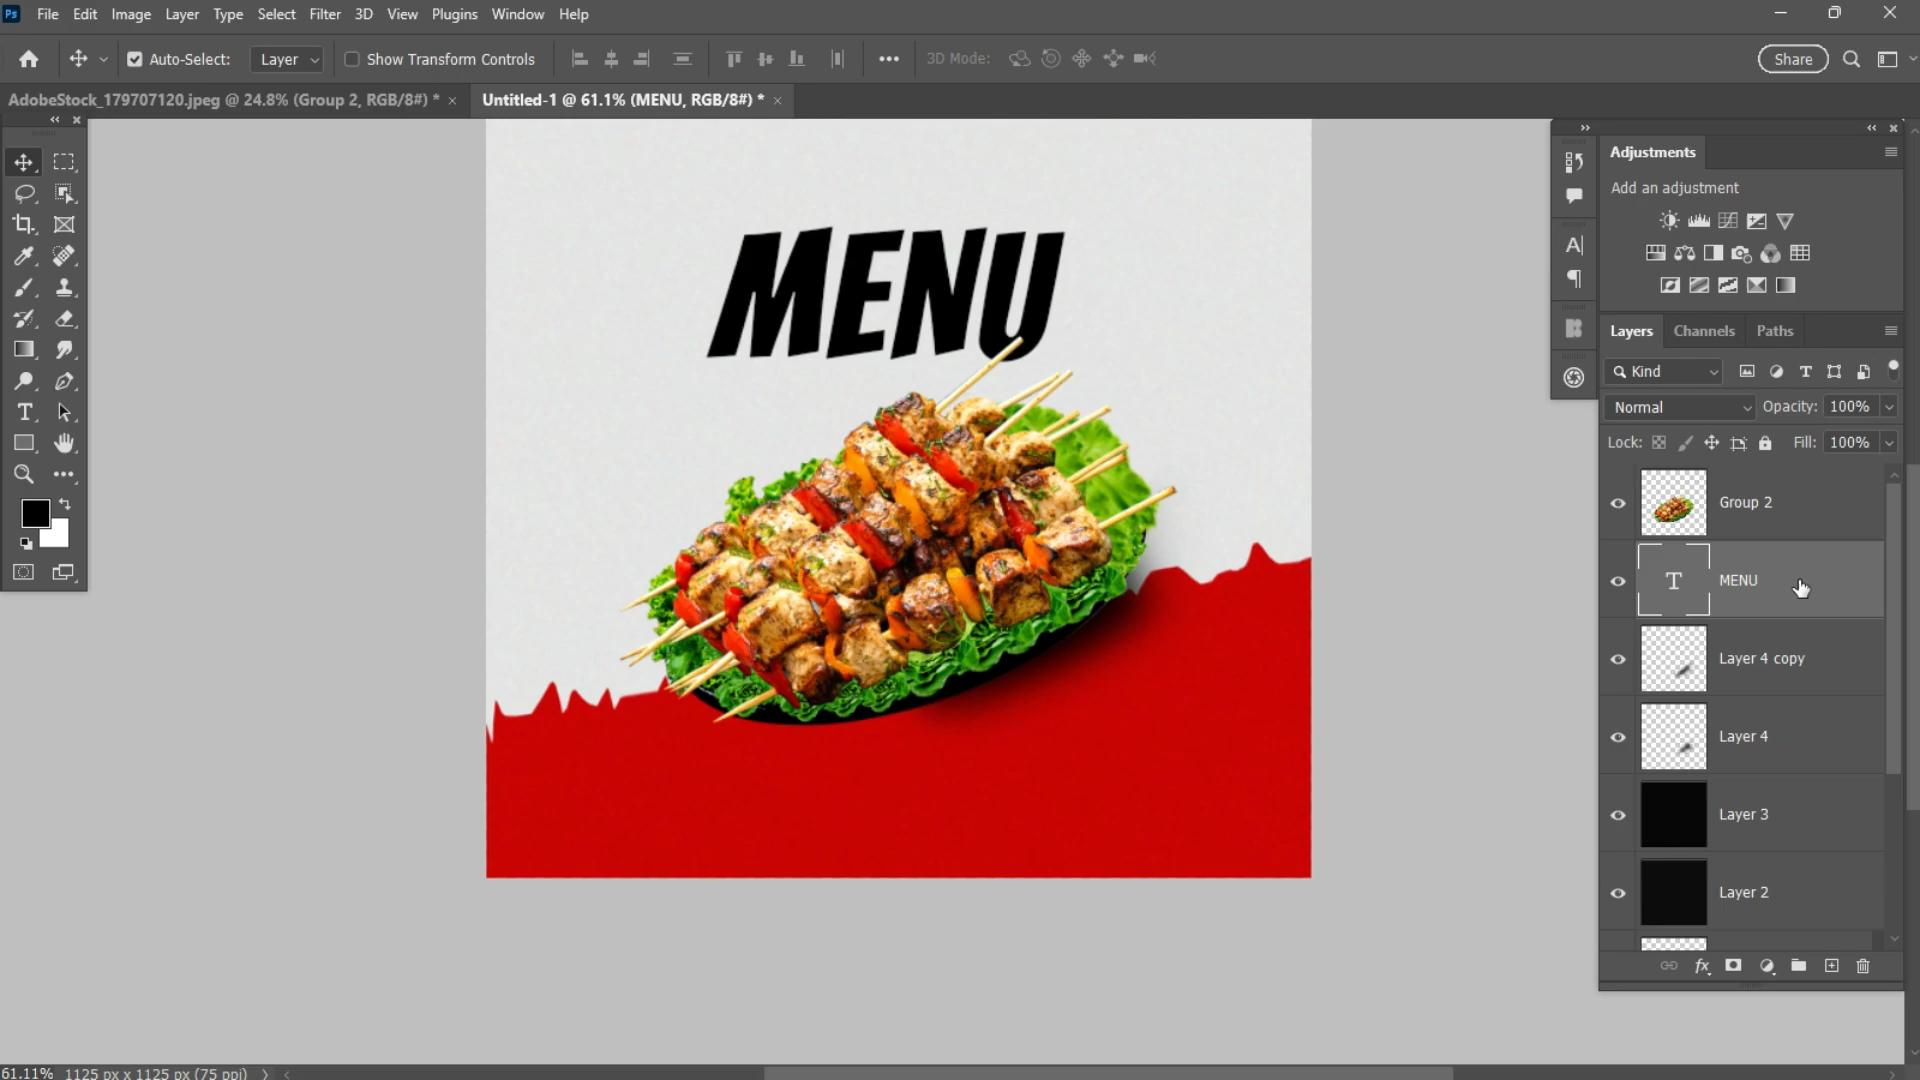 Ps File Edit Image Layer Type Select Filter 3D View Plugins Window Help
Auto-Select: Layer Show Transform Controls 3D Mode: Share
AdobeStock_179707120.jpeg @ 24.8% (Group 2, RGB/8#) * × Untitled-1 @ 61.1% (MENU, RGB/8#) * ×
MENU
Adjustments
Add an adjustment
Layers Channels Paths
Kind
Normal Opacity: 100%
Lock: Fill: 100%
Group 2
T MENU
Layer 4 copy
Layer 4
Layer 3
Layer 2
fx
61.11% 1125 px x 1125 px (75 ppi)